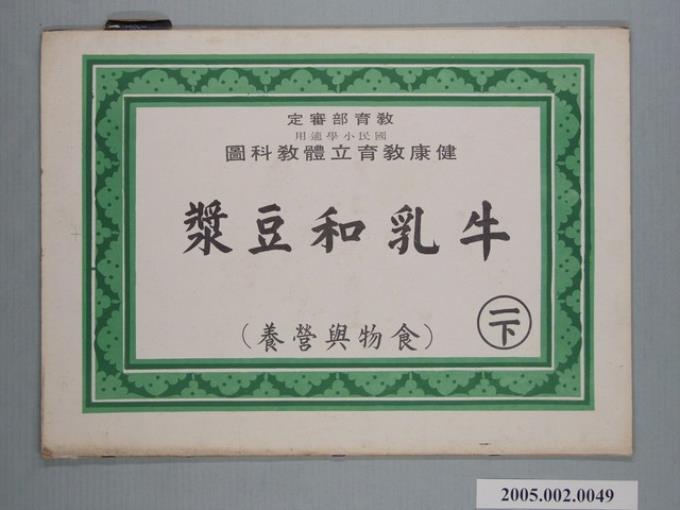 教育部審定
國民小學適用
健康教育立體教科圖
牛乳和豆漿
(食物與營養)
二下
2005.002.0049